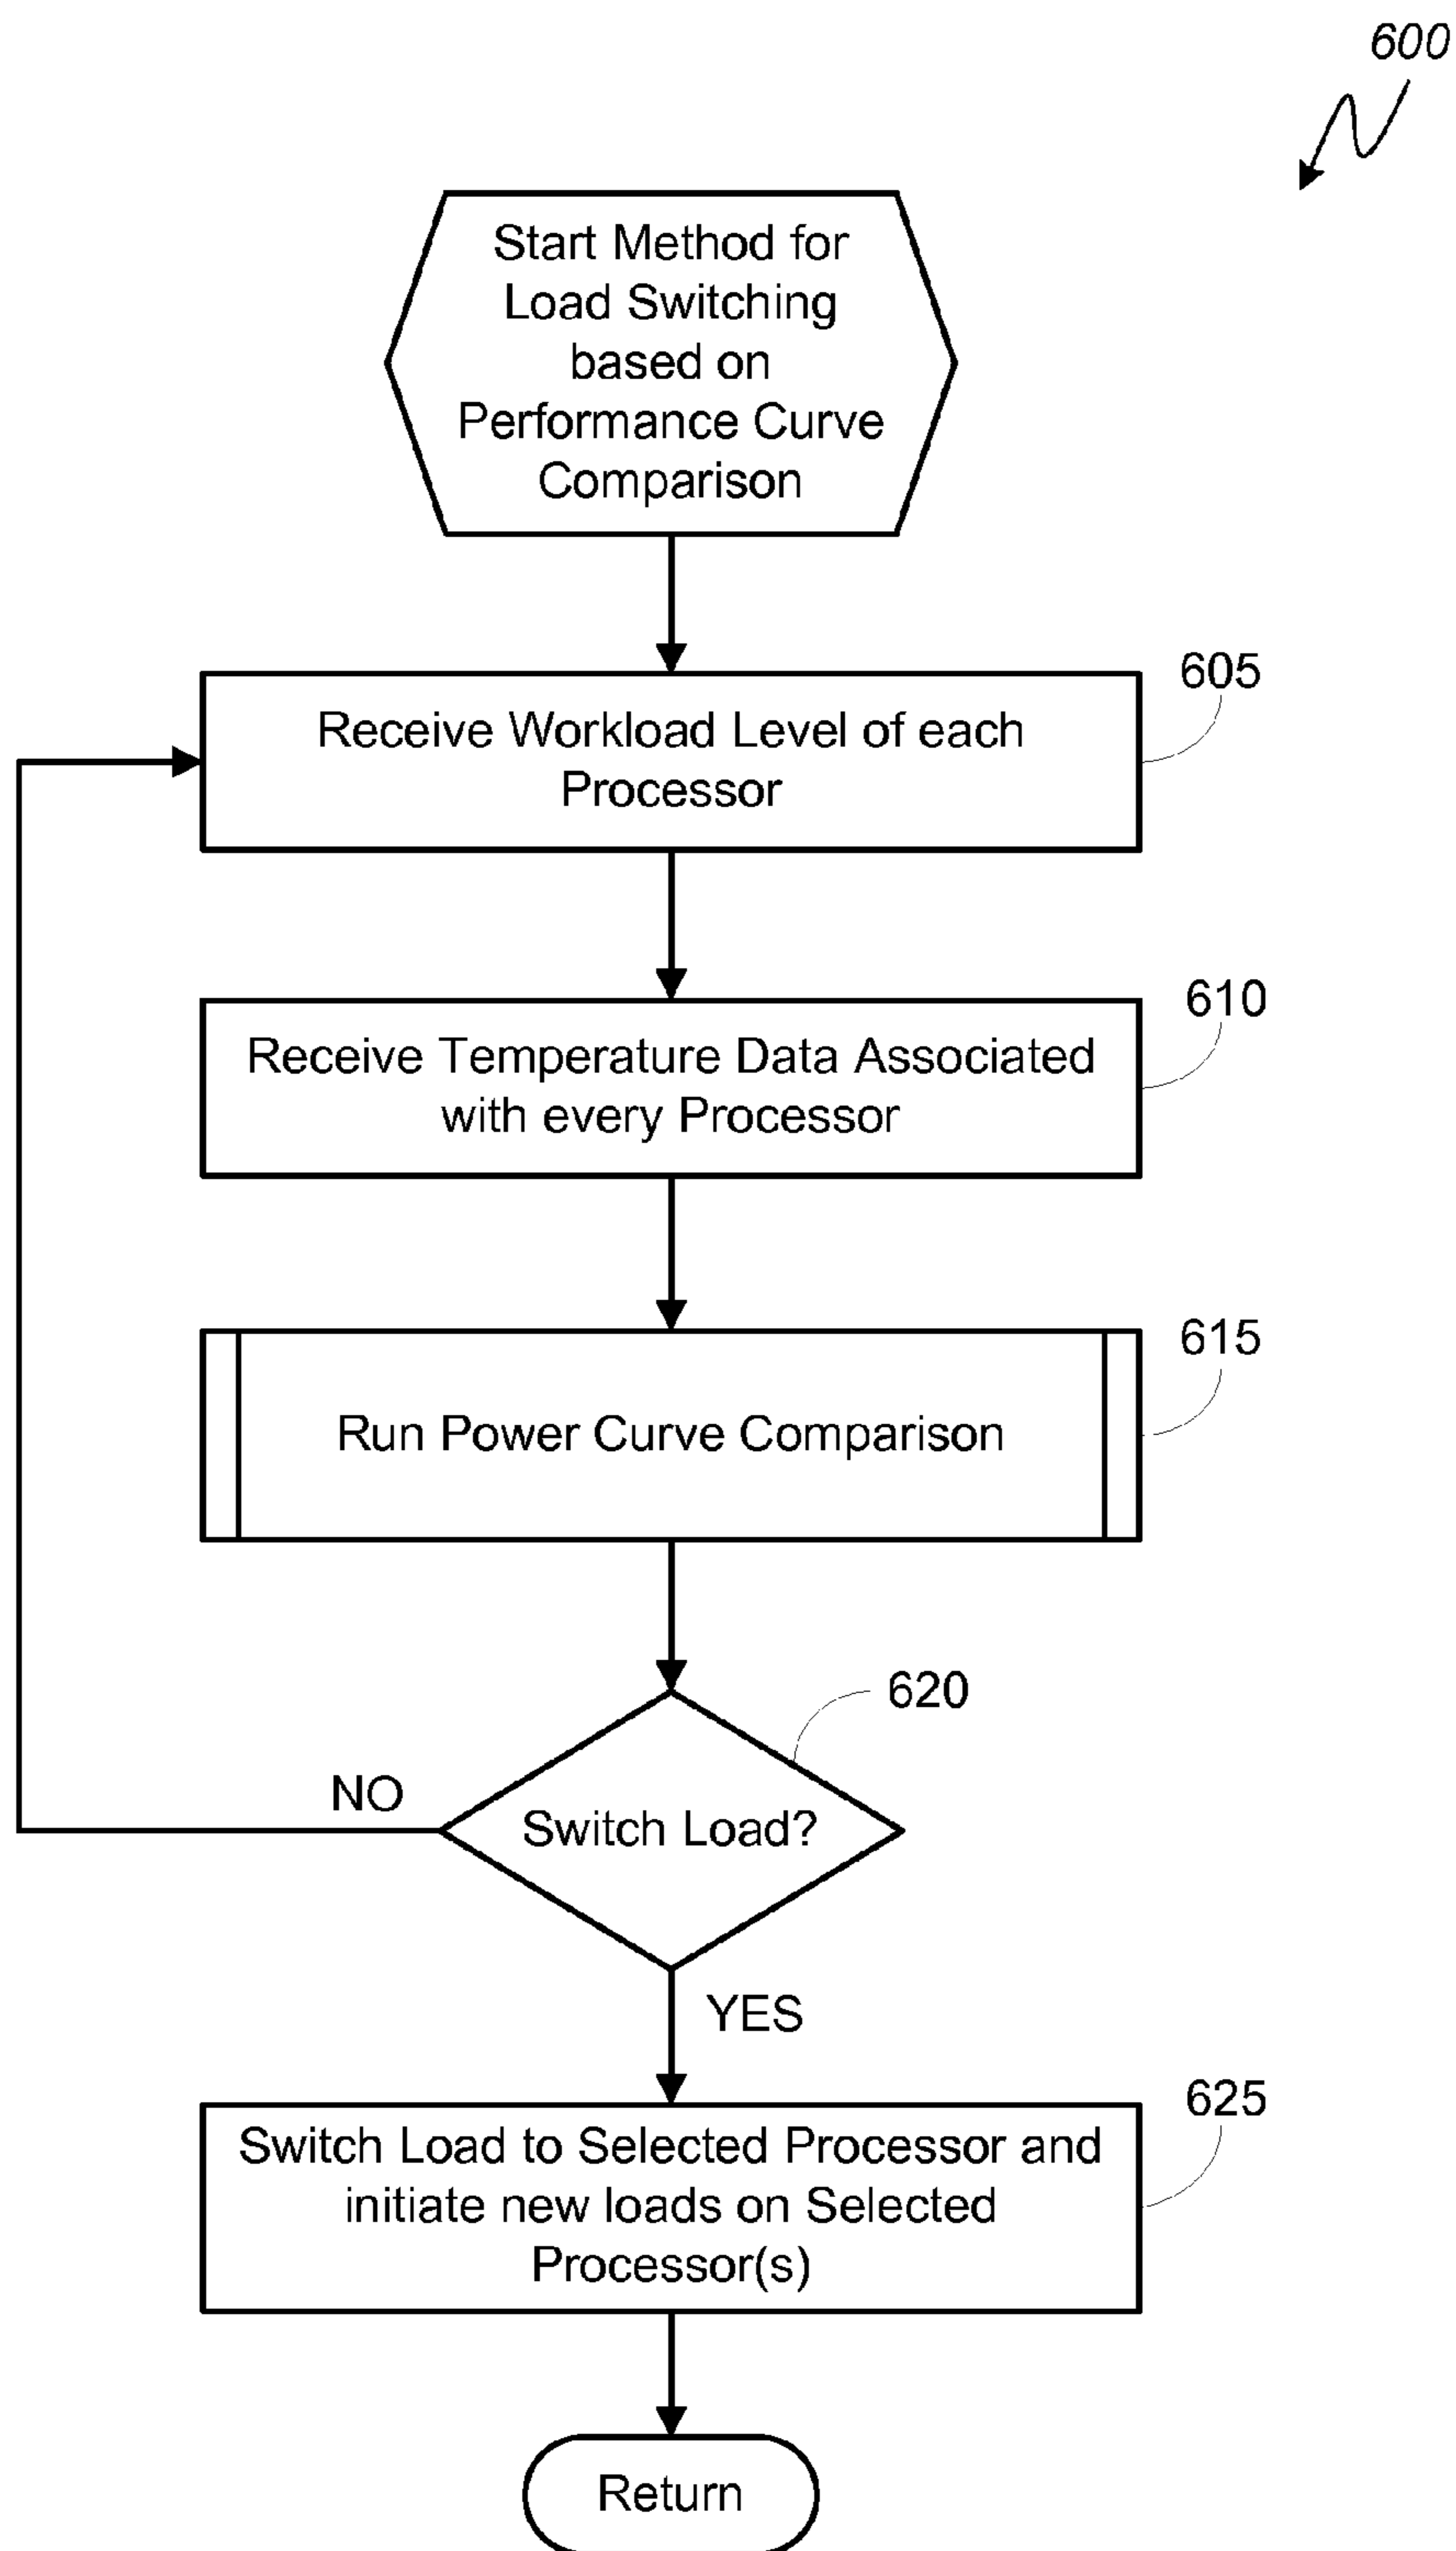 600
Start Method for
Load Switching
based on
Performance Curve
Comparison
605
Receive Workload Level of each
Processor
610
Receive Temperature Data Associated
with every Processor
615
Run Power Curve Comparison
620
NO
Switch Load?
YES
625
Switch Load to Selected Processor and
initiate new loads on Selected
Processor(s)
Return